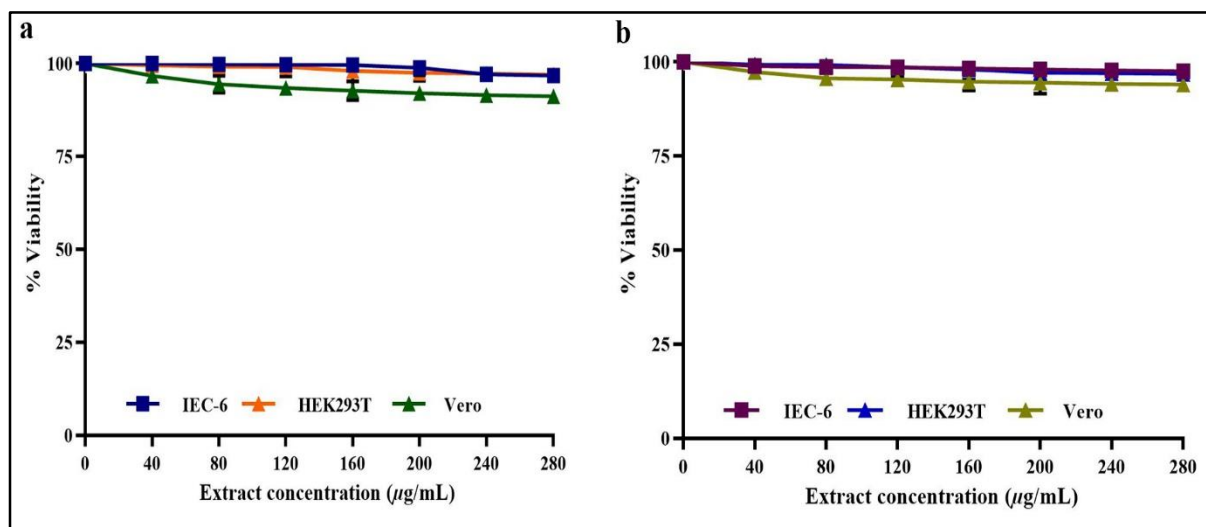 a
100
75
50
25
0
% Viability
IEC-6 HEK293T Vero
0 40 80 120 160 200 240 280
Extract concentration (µg/mL)
b
100
75
50
25
0
% Viability
IEC-6 HEK293T Vero
0 40 80 120 160 200 240 280
Extract concentration (µg/mL)